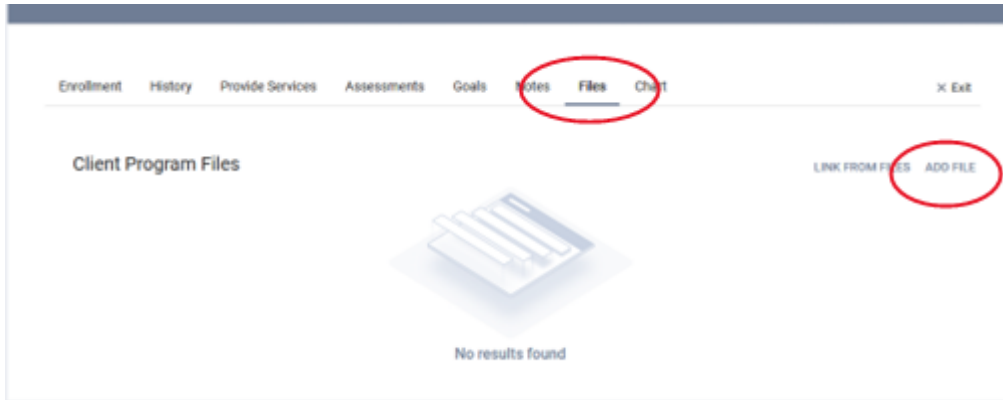 Enrollment History Provide Services Assessments Goals Notes Files Chart × Exit
Client Program Files LINK FROM FILES ADD FILE
No results found